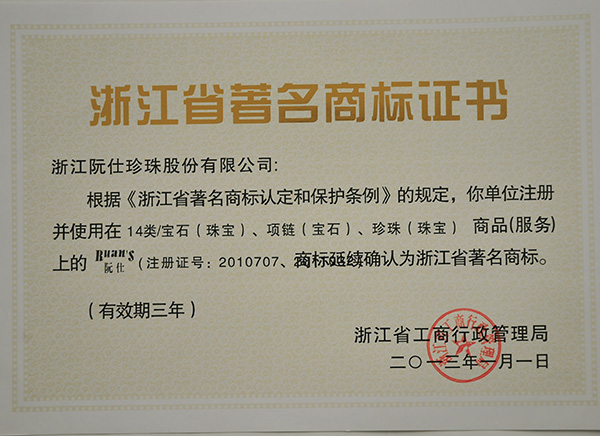 浙江省著名商标证书
浙江阮仕珍珠股份有限公司:
根据《浙江省著名商标认定和保护条例》的规定，你单位注册
并使用在 14类/宝石（珠宝）、项链（宝石）、珍珠（珠宝） 商品(服务)
上的 Ruan's 阮仕 (注册证号: 2010707、商标延续确认为浙江省著名商标。
（有效期三年）
浙江省工商行政管理局
二〇一三年一月一日